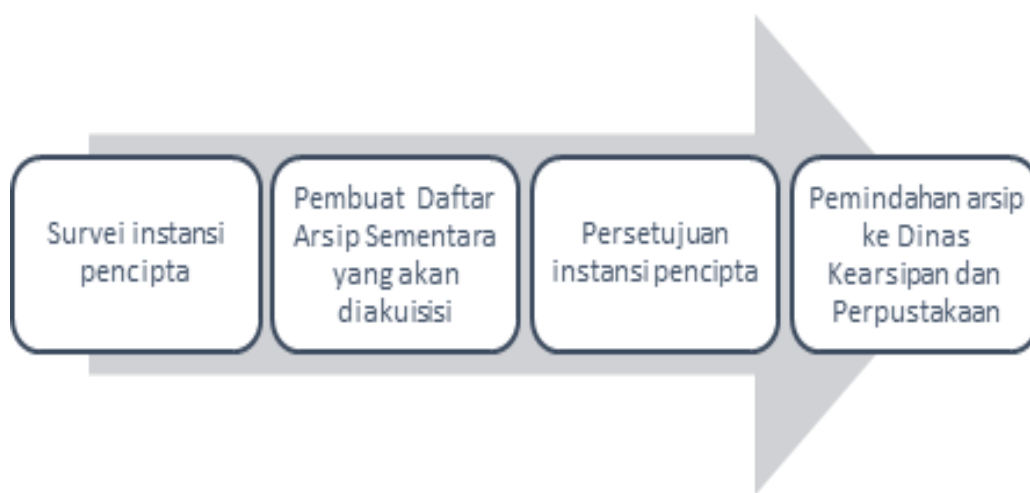 Survei instansi
pencipta
Pembuat Daftar
Arsip Sementara
yang akan
diakuisisi
Persetujuan
instansi pencipta
Pemindahan arsip
ke Dinas
Kearsipan dan
Perpustakaan